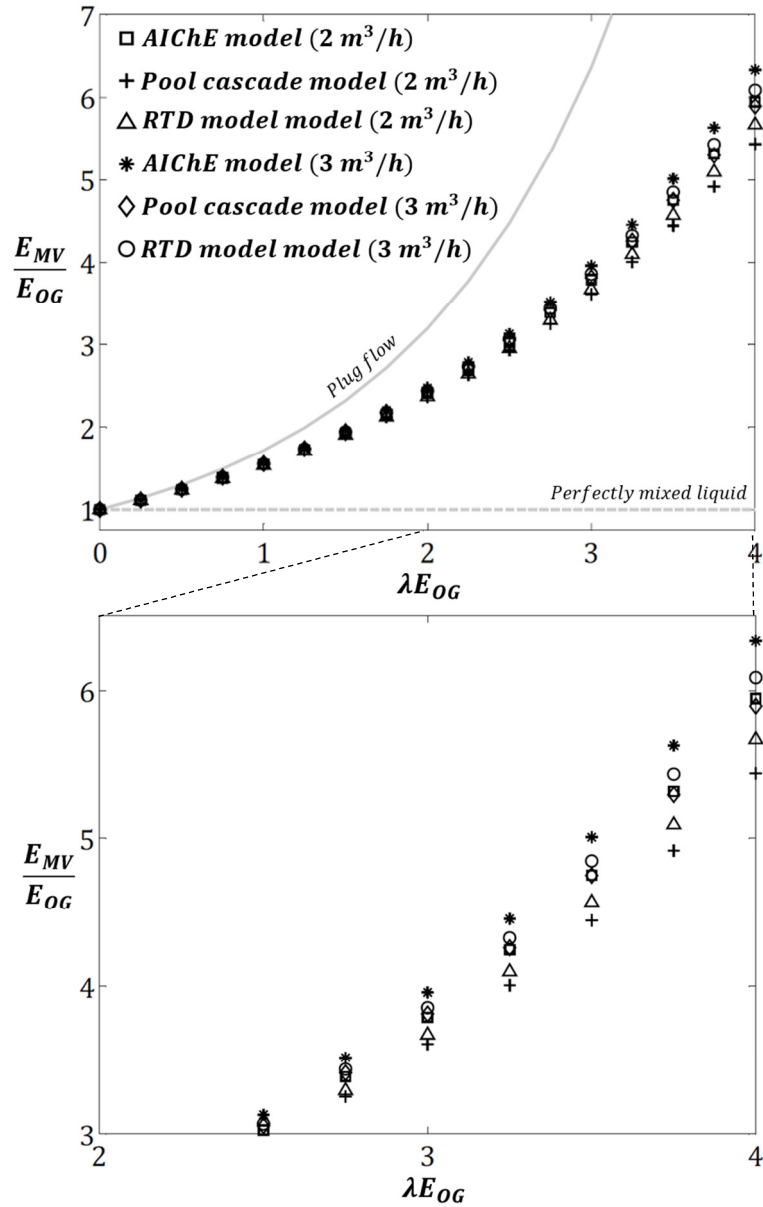 7
AIChE model (2 m³/h)
Pool cascade model (2 m³/h)
RTD model model (2 m³/h)
AIChE model (3 m³/h)
Pool cascade model (3 m³/h)
RTD model model (3 m³/h)
6
5
E_MV
E_OG
4
3
Plug flow
2
Perfectly mixed liquid
1
0 1 2 3 4
λE_OG
6
5
E_MV
E_OG
4
3
2 3 4
λE_OG